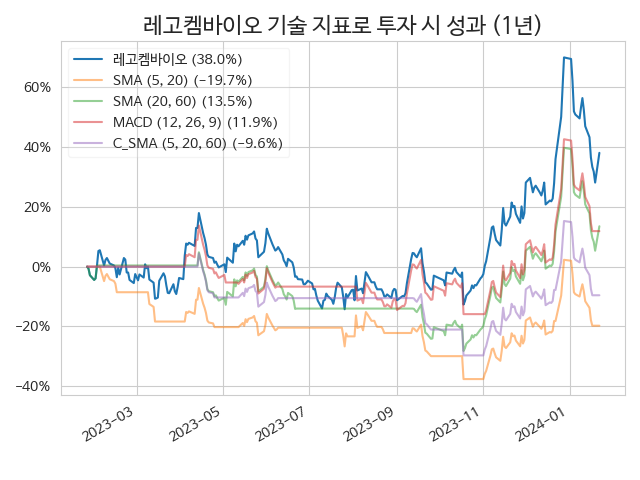 레고켐바이오 기술 지표로 투자 시 성과 (1년)
레고켐바이오 (38.0%)
SMA (5, 20) (−19.7%)
SMA (20, 60) (13.5%)
MACD (12, 26, 9) (11.9%)
C_SMA (5, 20, 60) (−9.6%)
60%
40%
20%
0%
−20%
−40%
2023−03
2023−05
2023−07
2023−09
2023−11
2024−01